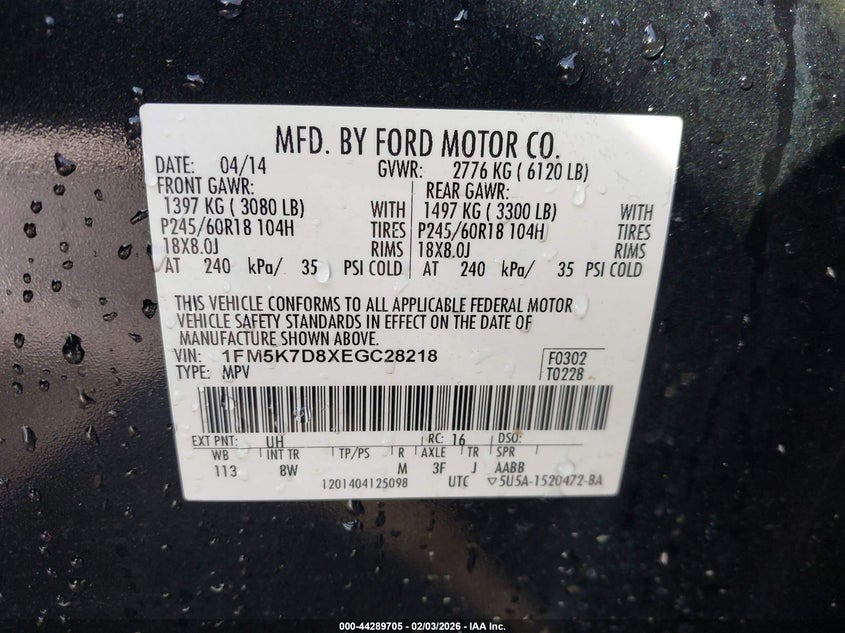 MFD. BY FORD MOTOR CO.
DATE: 04/14 GVWR: 2776 KG ( 6120 LB)
FRONT GAWR: REAR GAWR:
1397 KG ( 3080 LB) WITH 1497 KG ( 3300 LB) WITH
P245/60R18 104H TIRES P245/60R18 104H TIRES
18X8.0J RIMS 18X8.0J RIMS
AT 240 kPa/ 35 PSI COLD AT 240 kPa/ 35 PSI COLD
THIS VEHICLE CONFORMS TO ALL APPLICABLE FEDERAL MOTOR
VEHICLE SAFETY STANDARDS IN EFFECT ON THE DATE OF
MANUFACTURE SHOWN ABOVE.
VIN: 1FM5K7D8XEGC28218 F0302
TYPE: MPV T0228
EXT PNT: UH RC: 16 DSO:
WB INT TR TP/PS R AXLE TR SPR
113 8W M 3F J AABB
1201404125098 UTC ▽5U5A-1520472-BA
000-44289705 - 02/03/2026 - IAA Inc.